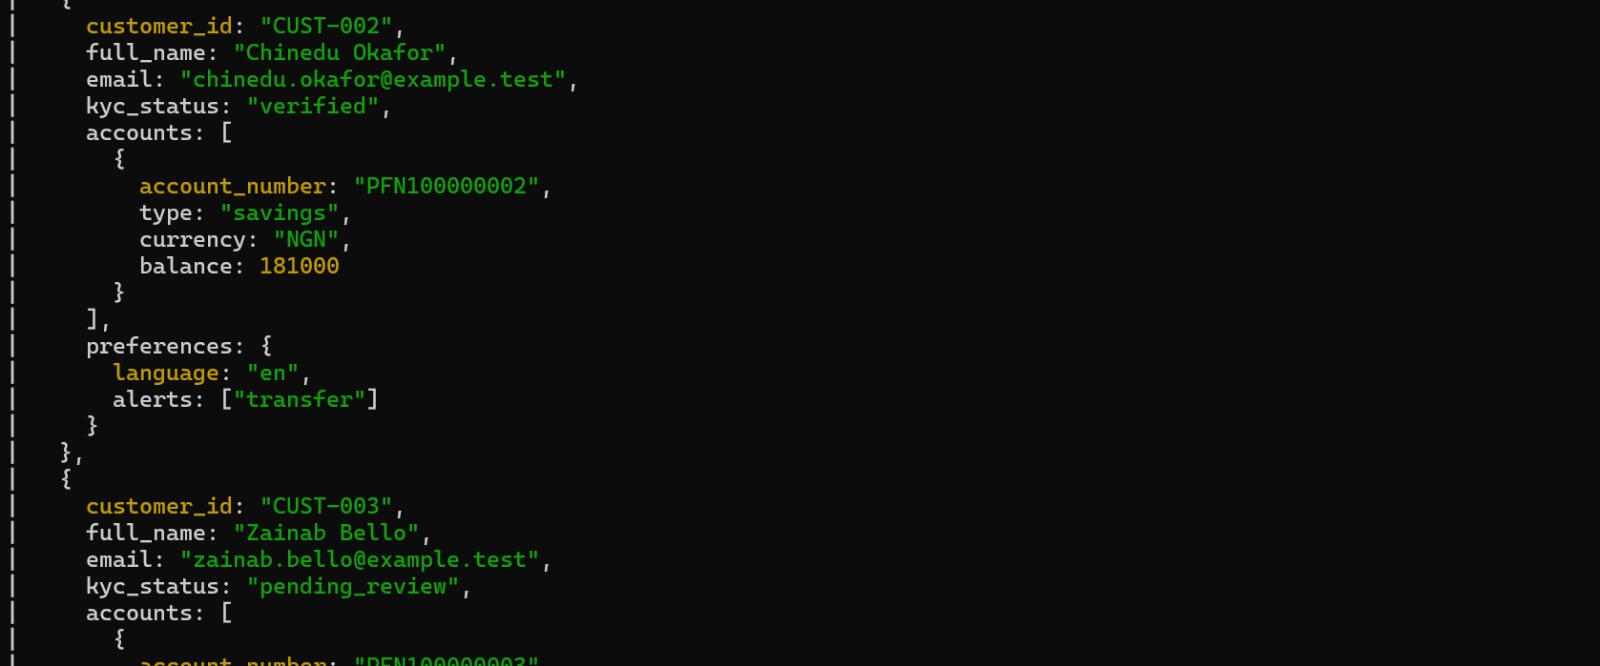 {
customer_id: "CUST-002",
full_name: "Chinedu Okafor",
email: "chinedu.okafor@example.test",
kyc_status: "verified",
accounts: [
{
account_number: "PFN100000002",
type: "savings",
currency: "NGN",
balance: 181000
}
],
preferences: {
language: "en",
alerts: ["transfer"]
}
},
{
customer_id: "CUST-003",
full_name: "Zainab Bello",
email: "zainab.bello@example.test",
kyc_status: "pending_review",
accounts: [
{
account_number: "PFN100000003"